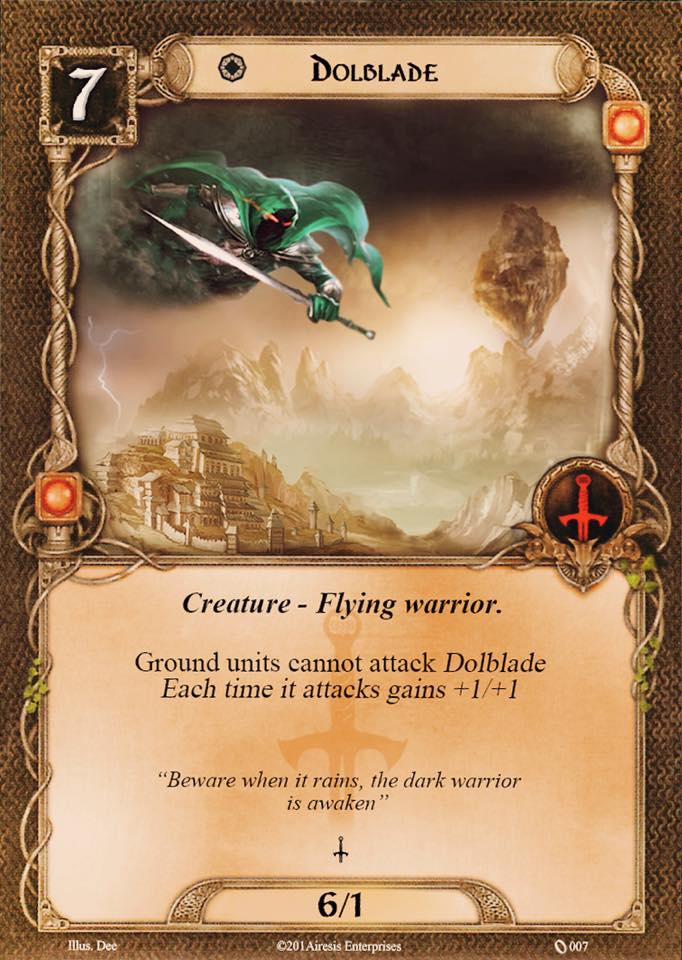 7
Dolblade
Creature - Flying warrior.
Ground units cannot attack Dolblade
Each time it attacks gains +1/+1
“Beware when it rains, the dark warrior
is awaken”
6/1
Illus. Dee
©201Airesis Enterprises
007